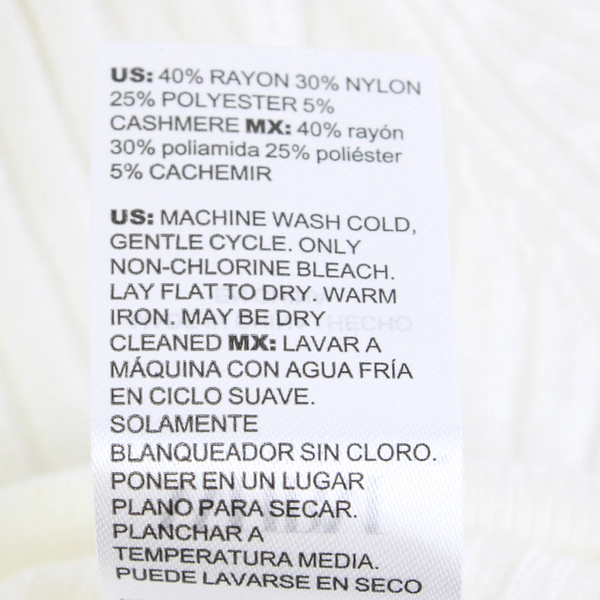 US: 40% RAYON 30% NYLON
25% POLYESTER 5%
CASHMERE MX: 40% rayón
30% poliamida 25% poliéster
5% CACHEMIR
US: MACHINE WASH COLD,
GENTLE CYCLE. ONLY
NON-CHLORINE BLEACH.
LAY FLAT TO DRY. WARM
IRON. MAY BE DRY
CLEANED MX: LAVAR A
MÁQUINA CON AGUA FRÍA
EN CICLO SUAVE.
SOLAMENTE
BLANQUEADOR SIN CLORO.
PONER EN UN LUGAR
PLANO PARA SECAR.
PLANCHAR A
TEMPERATURA MEDIA.
PUEDE LAVARSE EN SECO